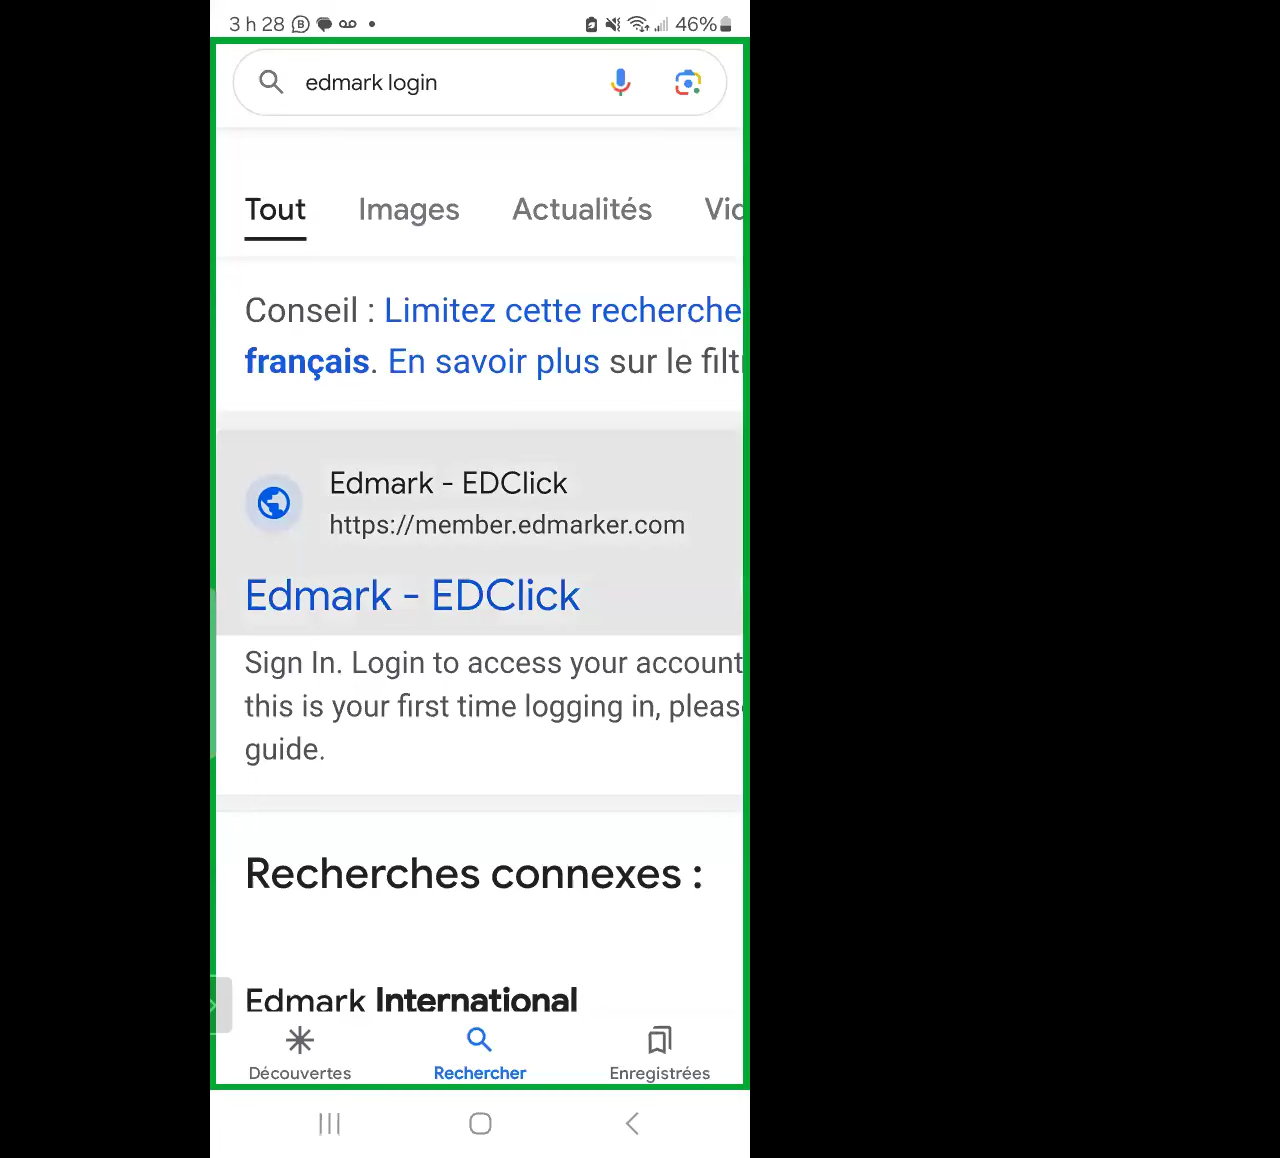 3 h 28
46%
edmark login
Tout Images Actualités Vid
Conseil : Limitez cette recherche
français. En savoir plus sur le filt
Edmark - EDClick
https://member.edmarker.com
Edmark - EDClick
Sign In. Login to access your account
this is your first time logging in, pleas
guide.
Recherches connexes :
Edmark International
Découvertes Rechercher Enregistrées